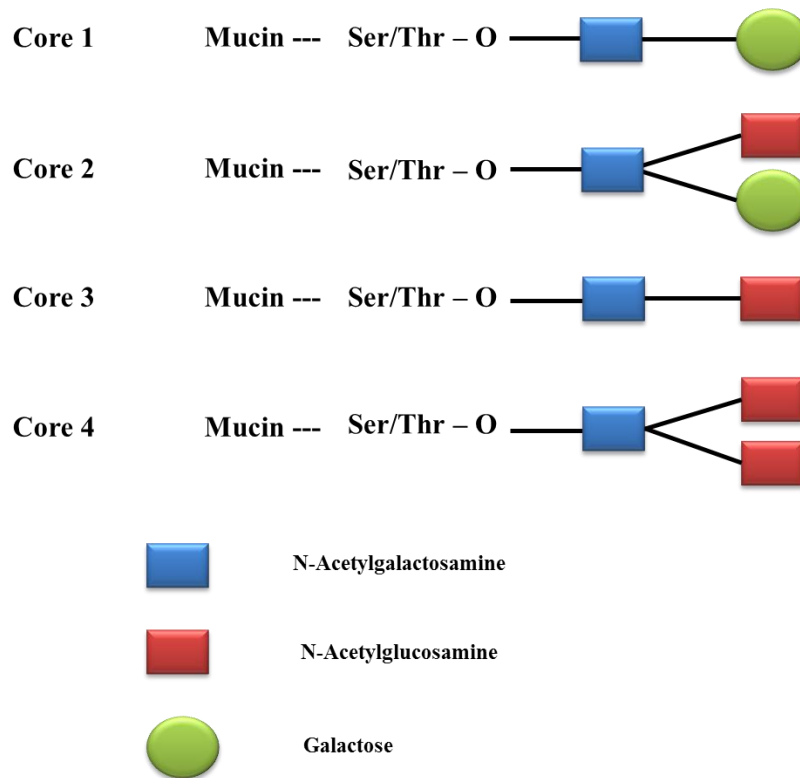 Core 1 Mucin --- Ser/Thr – O
Core 2 Mucin --- Ser/Thr – O
Core 3 Mucin --- Ser/Thr – O
Core 4 Mucin --- Ser/Thr – O
N-Acetylgalactosamine
N-Acetylglucosamine
Galactose